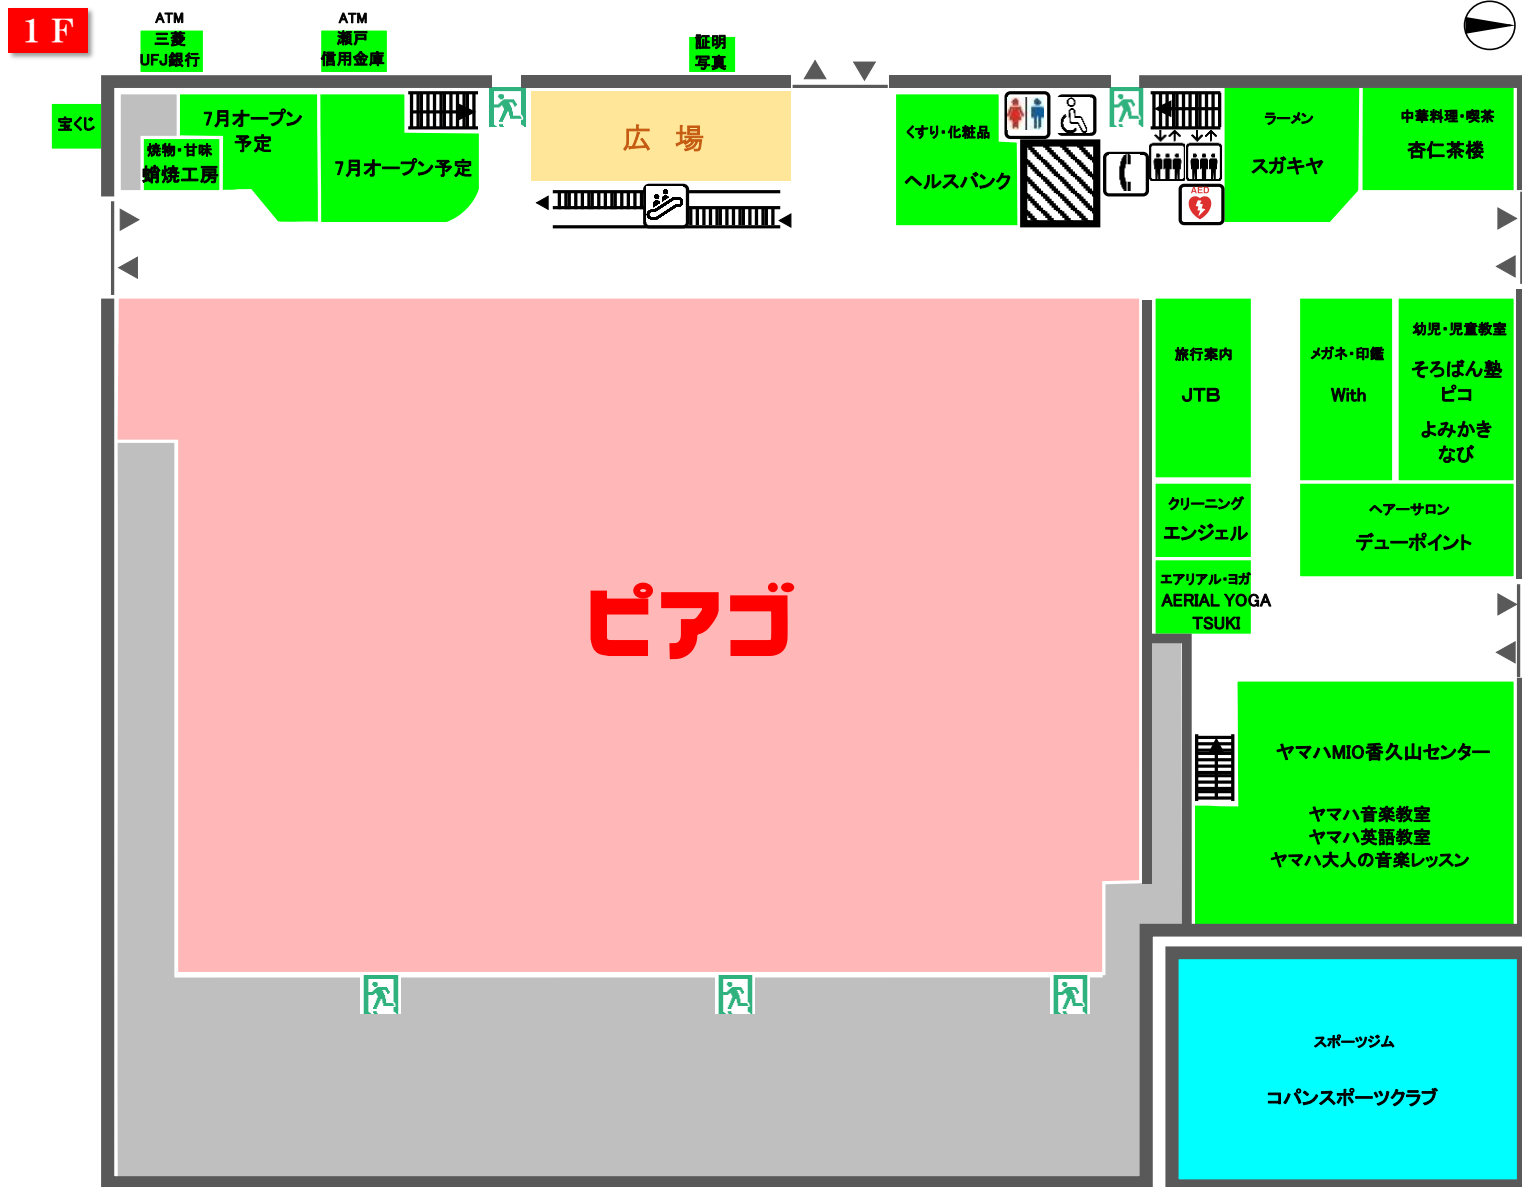 1F
ATM
三菱
UFJ銀行
ATM
瀬戸
信用金庫
証明
写真
宝くじ
7月オープン
予定
焼物・甘味
蛸焼工房
7月オープン予定
広場
くすり・化粧品
ヘルスバンク
AED
ラーメン
スガキヤ
中華料理・喫茶
杏仁茶楼
旅行案内
JTB
メガネ・印鑑
With
幼児・児童教室
そろばん塾
ピコ
よみかき
なび
クリーニング
エンジェル
ヘアーサロン
デューポイント
エアリアル・ヨガ
AERIAL YOGA
TSUKI
ピアゴ
ヤマハMIO香久山センター
ヤマハ音楽教室
ヤマハ英語教室
ヤマハ大人の音楽レッスン
スポーツジム
コパンスポーツクラブ